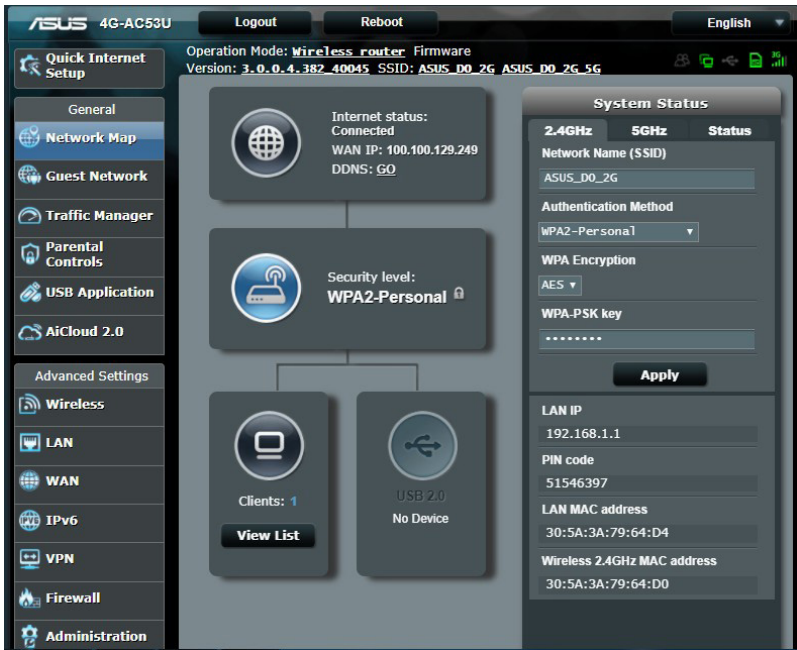 ASUS 4G-AC53U Logout Reboot English
Quick Internet
Setup
General
Network Map
Guest Network
Traffic Manager
Parental
Controls
USB Application
AiCloud 2.0
Advanced Settings
Wireless
LAN
WAN
IPv6
VPN
Firewall
Administration
Operation Mode: Wireless router Firmware
Version: 3.0.0.4.382_40045 SSID: ASUS_D0_2G ASUS_D0_2G_5G
3G
Internet status:
Connected
WAN IP: 100.100.129.249
DDNS: GO
Security level:
WPA2-Personal
Clients: 1
View List
USB 2.0
No Device
System Status
2.4GHz 5GHz Status
Network Name (SSID)
ASUS_D0_2G
Authentication Method
WPA2-Personal
WPA Encryption
AES
WPA-PSK key
••••••••
Apply
LAN IP
192.168.1.1
PIN code
51546397
LAN MAC address
30:5A:3A:79:64:D4
Wireless 2.4GHz MAC address
30:5A:3A:79:64:D0